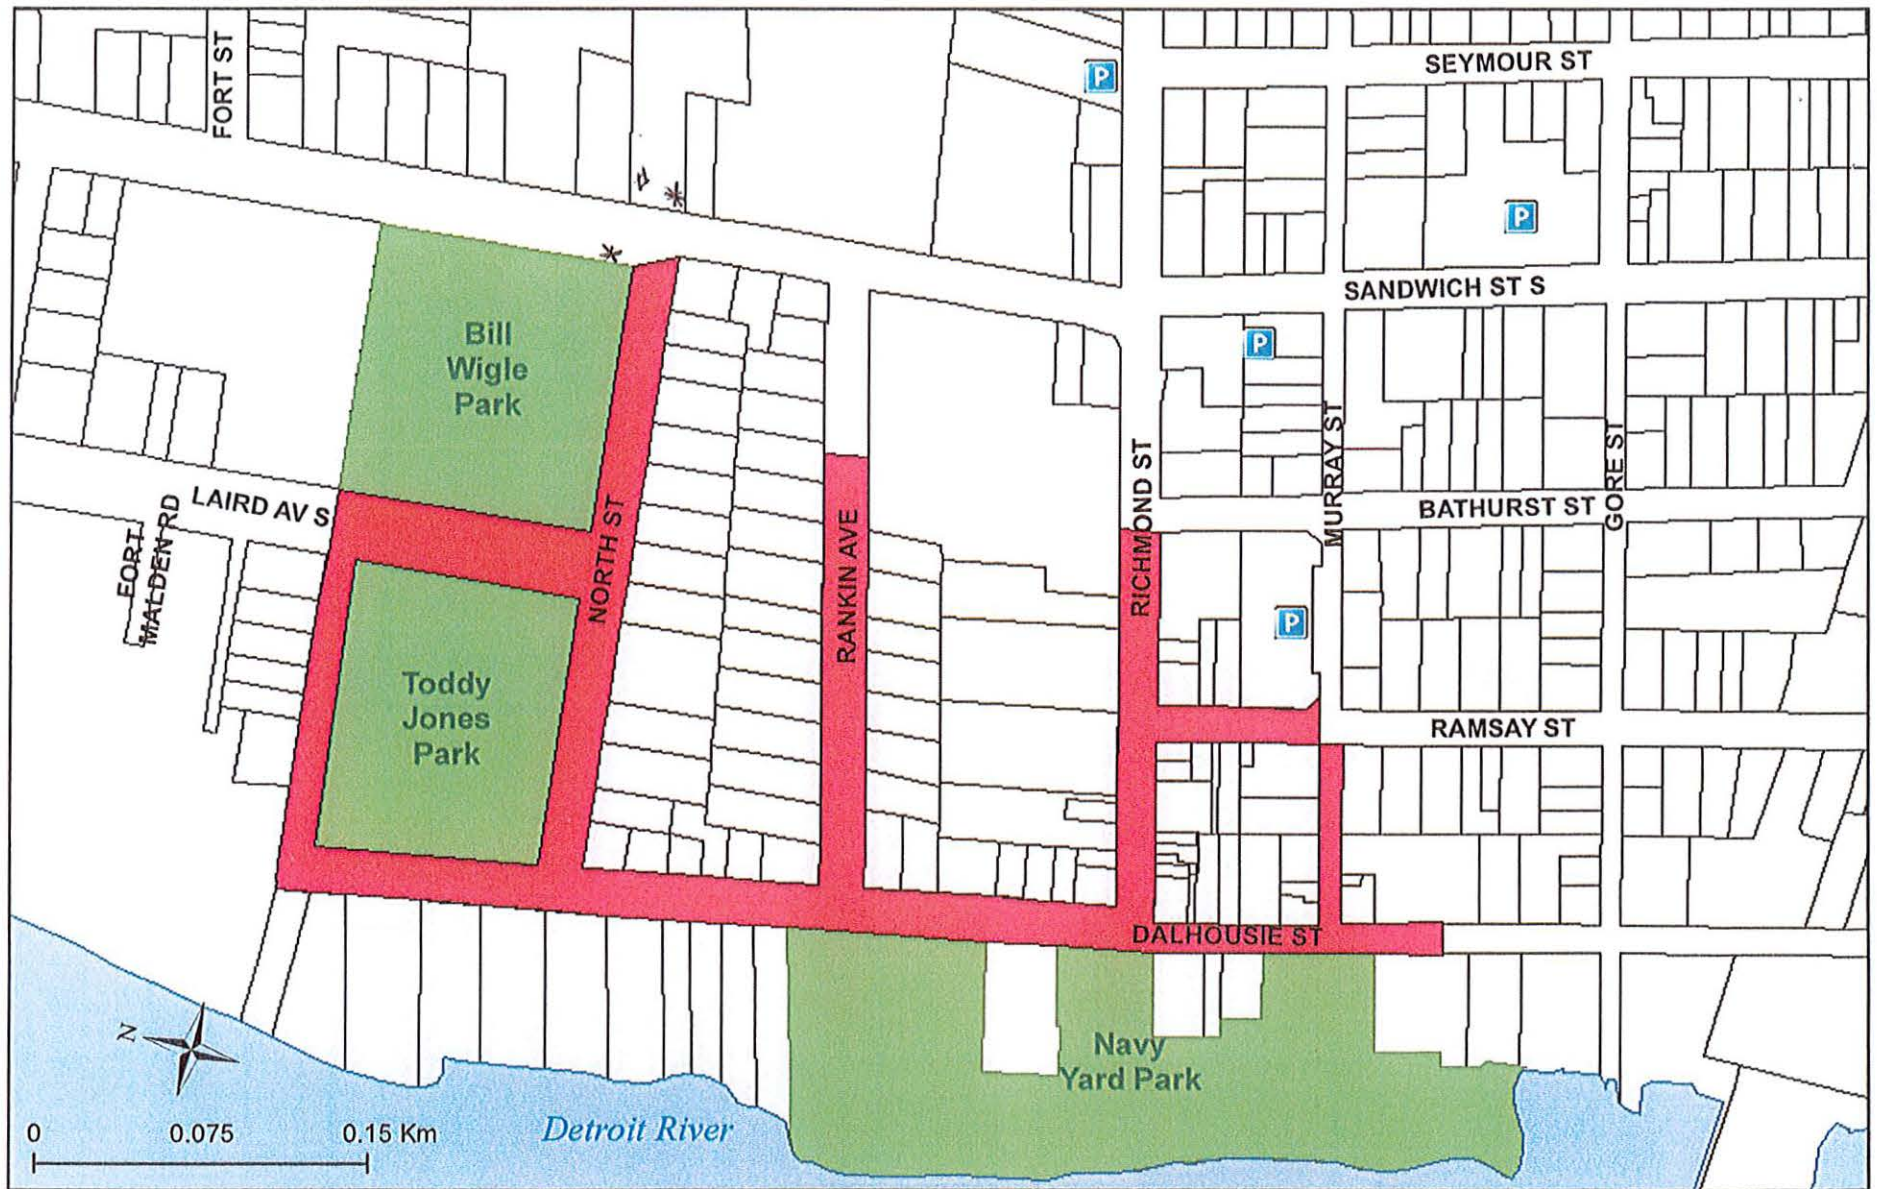 FORT ST
SEYMOUR ST
P
P
SANDWICH ST S
P
Bill
Wigle
Park
LAIRD AV S
FORT
MALDEN RD
NORTH ST
RANKIN AVE
RICHMOND ST
MURRAY ST
GORE ST
BATHURST ST
P
Toddy
Jones
Park
RAMSAY ST
DALHOUSIE ST
N
Navy
Yard Park
Detroit River
0 0.075 0.15 Km